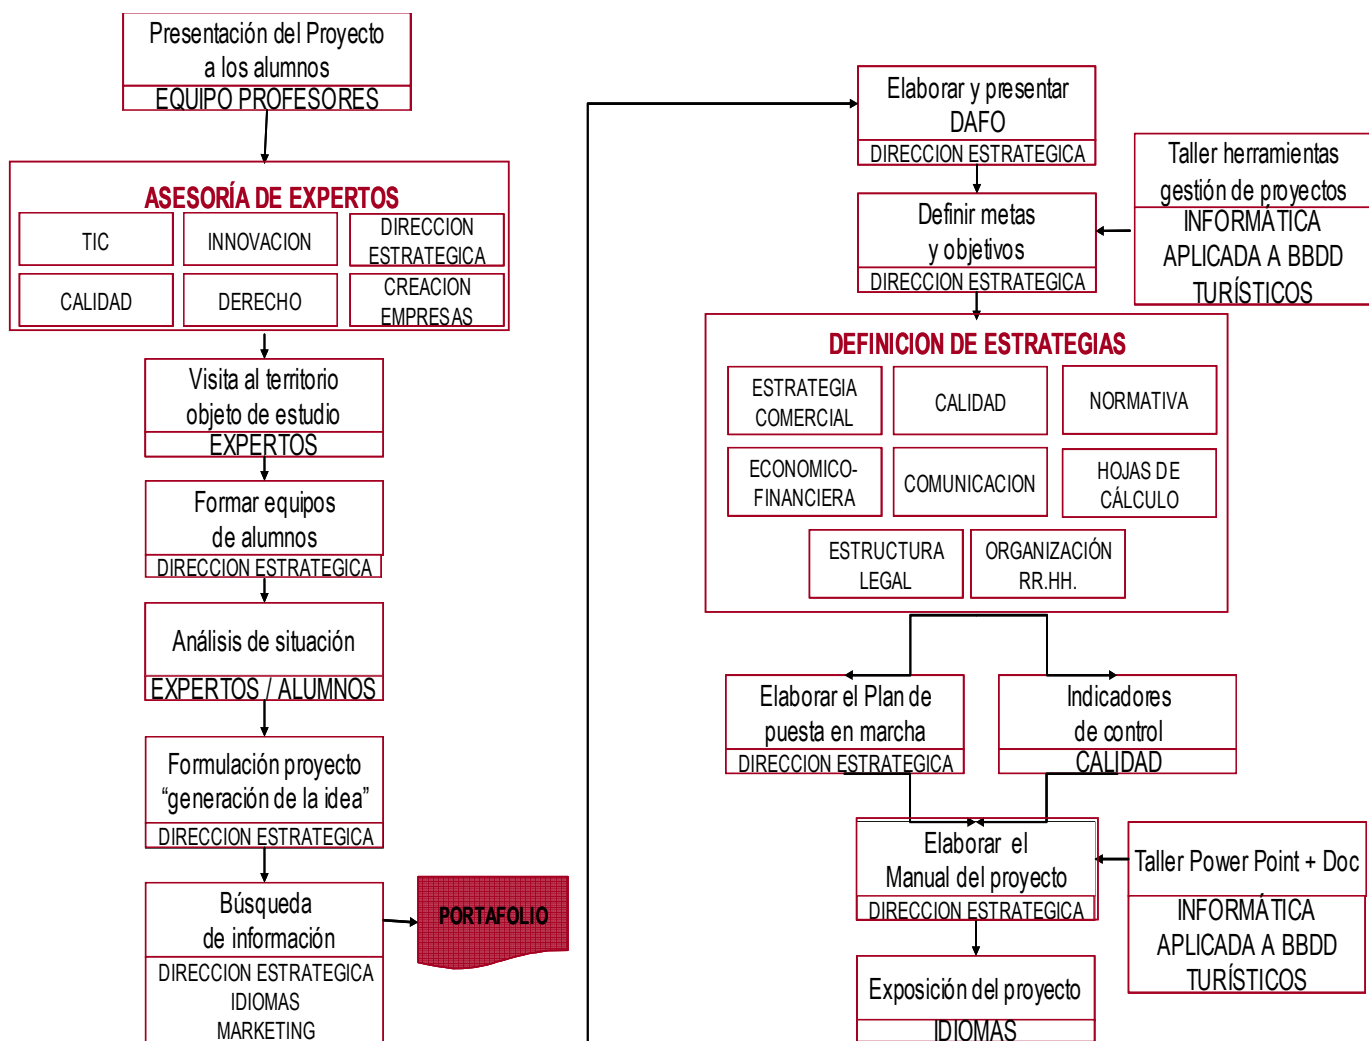 Presentación del Proyecto
a los alumnos
EQUIPO PROFESORES
ASESORÍA DE EXPERTOS
TIC
INNOVACION
DIRECCION
ESTRATEGICA
CALIDAD
DERECHO
CREACION
EMPRESAS
Visita al territorio
objeto de estudio
EXPERTOS
Formar equipos
de alumnos
DIRECCION ESTRATEGICA
Análisis de situación
EXPERTOS / ALUMNOS
Formulación proyecto
“generación de la idea”
DIRECCION ESTRATEGICA
Búsqueda
de información
DIRECCION ESTRATEGICA
IDIOMAS
MARKETING
PORTAFOLIO
Elaborar y presentar
DAFO
DIRECCION ESTRATEGICA
Definir metas
y objetivos
DIRECCION ESTRATEGICA
Taller herramientas
gestión de proyectos
INFORMÁTICA
APLICADA A BBDD
TURÍSTICOS
DEFINICION DE ESTRATEGIAS
ESTRATEGIA
COMERCIAL
CALIDAD
NORMATIVA
ECONOMICO-
FINANCIERA
COMUNICACION
HOJAS DE
CÁLCULO
ESTRUCTURA
LEGAL
ORGANIZACIÓN
RR.HH.
Elaborar el Plan de
puesta en marcha
DIRECCION ESTRATEGICA
Indicadores
de control
CALIDAD
Elaborar el
Manual del proyecto
DIRECCION ESTRATEGICA
Taller Power Point + Doc
INFORMÁTICA
APLICADA A BBDD
TURÍSTICOS
Exposición del proyecto
IDIOMAS